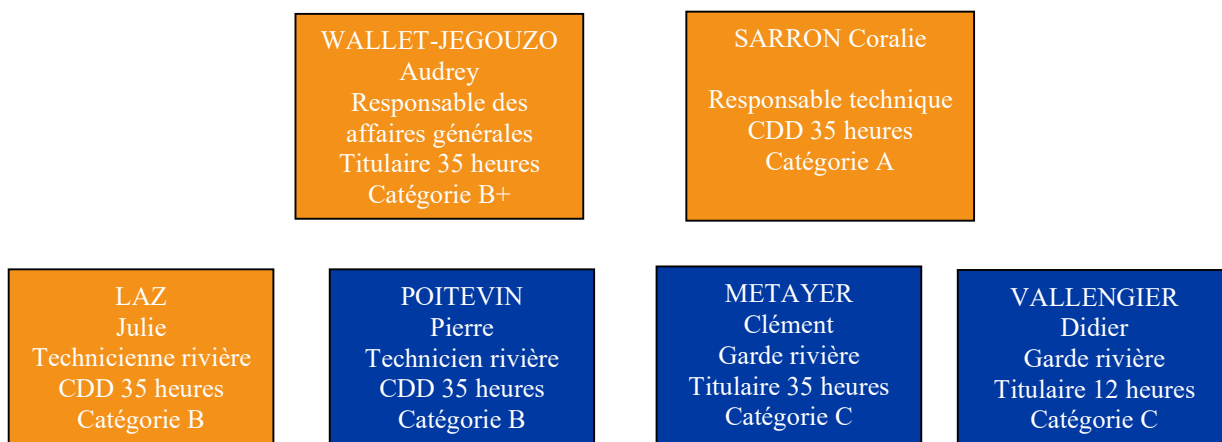 WALLET-JEGOUZO
Audrey
Responsable des
affaires générales
Titulaire 35 heures
Catégorie B+
SARRON Coralie
Responsable technique
CDD 35 heures
Catégorie A
LAZ
Julie
Technicienne rivière
CDD 35 heures
Catégorie B
POITEVIN
Pierre
Technicien rivière
CDD 35 heures
Catégorie B
METAYER
Clément
Garde rivière
Titulaire 35 heures
Catégorie C
VALLENGIER
Didier
Garde rivière
Titulaire 12 heures
Catégorie C